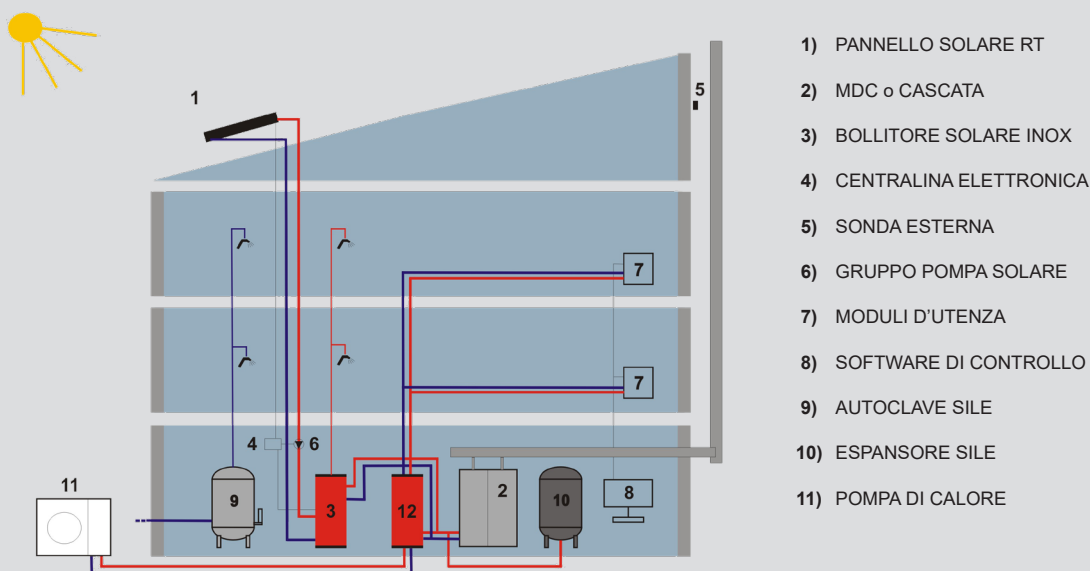 1) PANNELLO SOLARE RT
2) MDC o CASCATA
3) BOLLITORE SOLARE INOX
4) CENTRALINA ELETTRONICA
5) SONDA ESTERNA
6) GRUPPO POMPA SOLARE
7) MODULI D'UTENZA
8) SOFTWARE DI CONTROLLO
9) AUTOCLAVE SILE
10) ESPANSORE SILE
11) POMPA DI CALORE
1
5
7
7
4
6
11
9
3
12
2
10
8